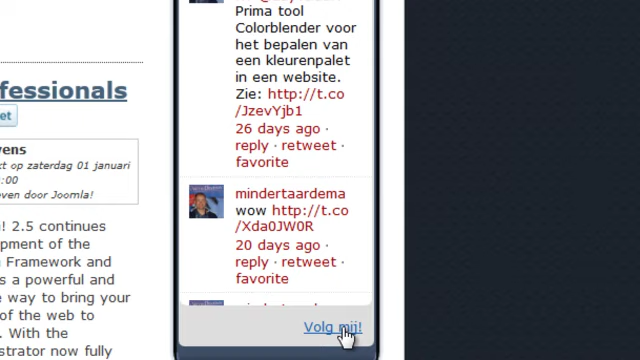 Prima tool
Colorblender voor
het bepalen van
een kleurenpalet
in een website.
Zie: http://t.co
/JzevYjb1
26 days ago ·
reply · retweet ·
favorite
mindertaardema
wow http://t.co
/Xda0JW0R
20 days ago ·
reply · retweet ·
favorite
Volg mij!
fessionals
et
vens
kt op zaterdag 01 januari
:00
even door Joomla!
! 2.5 continues
pment of the
Framework and
s a powerful and
e way to bring your
of the web to
. With the
strator now fully